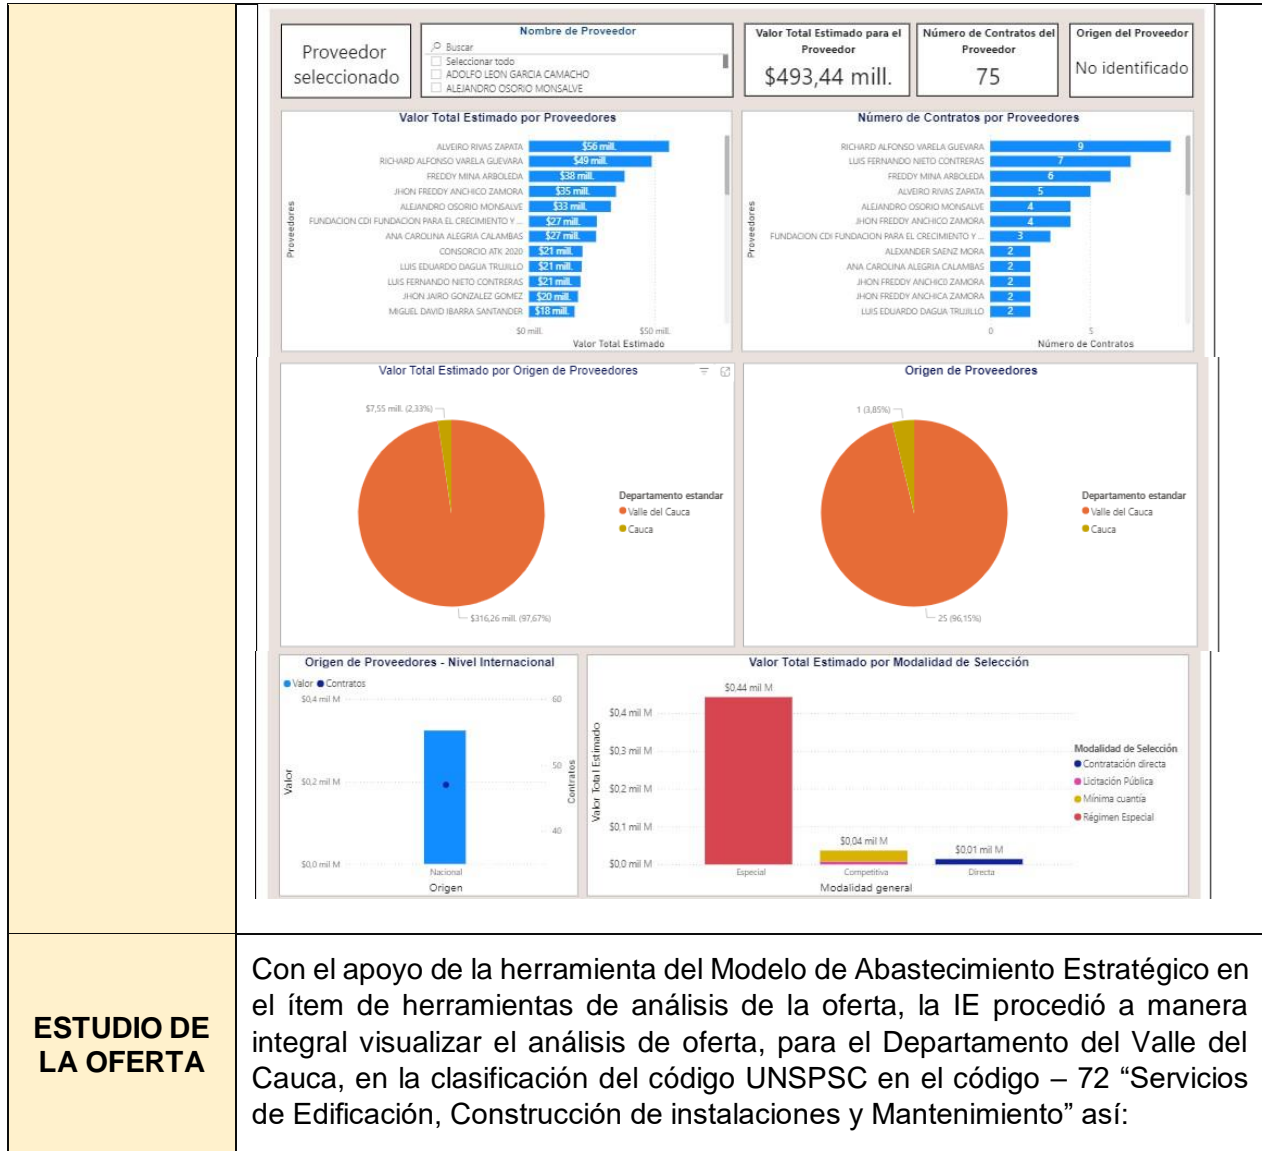 Proveedor
seleccionado
Nombre de Proveedor
Buscar
Seleccionar todo
ADOLFO LEON GARCIA CAMACHO
ALEJANDRO OSORIO MONSALVE
Valor Total Estimado para el
Proveedor
$493,44 mill.
Número de Contratos del
Proveedor
75
Origen del Proveedor
No identificado
Valor Total Estimado por Proveedores
Proveedores
ALVEIRO RIVAS ZAPATA $56 mill.
RICHARD ALFONSO VARELA GUEVARA $49 mill.
FREDDY MINA ARBOLEDA $38 mill.
JHON FREDDY ANCHICO ZAMORA $35 mill.
ALEJANDRO OSORIO MONSALVE $33 mill.
FUNDACION CDI FUNDACION PARA EL CRECIMIENTO Y ... $27 mill.
ANA CAROLINA ALEGRIA CALAMBAS $27 mill.
CONSORCIO ATK 2020 $21 mill.
LUIS EDUARDO DAGUA TRUJILLO $21 mill.
LUIS FERNANDO NIETO CONTRERAS $21 mill.
JHON JAIRO GONZALEZ GOMEZ $20 mill.
MIGUEL DAVID IBARRA SANTANDER $18 mill.
$0 mill. $50 mill.
Valor Total Estimado
Número de Contratos por Proveedores
Proveedores
RICHARD ALFONSO VARELA GUEVARA 9
LUIS FERNANDO NIETO CONTRERAS 7
FREDDY MINA ARBOLEDA 6
ALVEIRO RIVAS ZAPATA 5
ALEJANDRO OSORIO MONSALVE 4
JHON FREDDY ANCHICO ZAMORA 4
FUNDACION CDI FUNDACION PARA EL CRECIMIENTO Y ... 3
ALEXANDER SAENZ MORA 2
ANA CAROLINA ALEGRIA CALAMBAS 2
JHON FREDDY ANCHIC0 ZAMORA 2
JHON FREDDY ANCHICA ZAMORA 2
LUIS EDUARDO DAGUA TRUJILLO 2
0 5
Número de Contratos
Valor Total Estimado por Origen de Proveedores
$7,55 mill. (2,33%)
$316,26 mill. (97,67%)
Departamento estandar
Valle del Cauca
Cauca
Origen de Proveedores
1 (3,85%)
25 (96,15%)
Departamento estandar
Valle del Cauca
Cauca
Origen de Proveedores - Nivel Internacional
Valor Contratos
$0,4 mil M 60
50
$0,2 mil M
40
$0,0 mil M
Valor
Contratos
Nacional
Origen
Valor Total Estimado por Modalidad de Selección
Valor Total Estimado
$0,44 mil M
$0,4 mil M
$0,3 mil M
$0,2 mil M
$0,1 mil M
$0,0 mil M
$0,04 mil M
$0,01 mil M
Especial Competitiva Directa
Modalidad general
Modalidad de Selección
Contratación directa
Licitación Pública
Mínima cuantía
Régimen Especial
ESTUDIO DE
LA OFERTA
Con el apoyo de la herramienta del Modelo de Abastecimiento Estratégico en
el ítem de herramientas de análisis de la oferta, la IE procedió a manera
integral visualizar el análisis de oferta, para el Departamento del Valle del
Cauca, en la clasificación del código UNSPSC en el código – 72 “Servicios
de Edificación, Construcción de instalaciones y Mantenimiento” así: